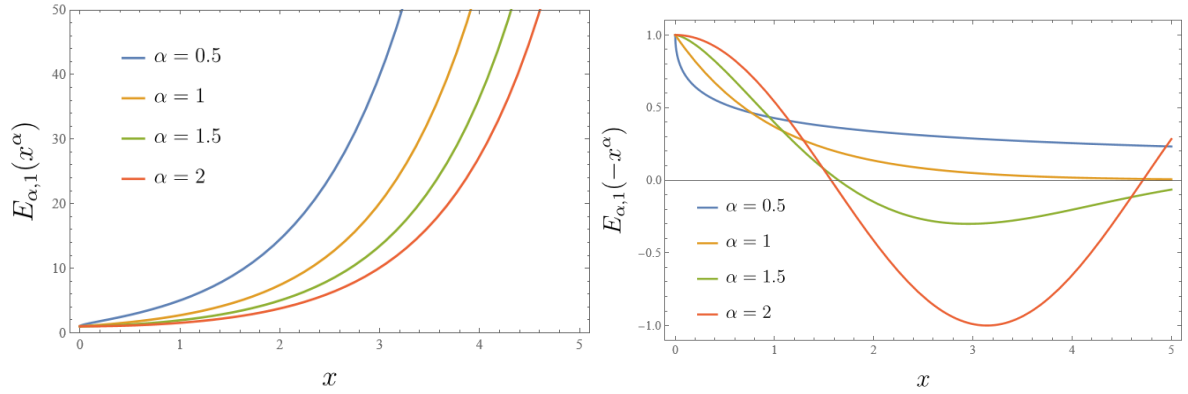 50
40
30
20
10
0
E_{α,1}(x^α)
α = 0.5
α = 1
α = 1.5
α = 2
0 1 2 3 4 5
x
1.0
0.5
0.0
-0.5
-1.0
E_{α,1}(-x^α)
α = 0.5
α = 1
α = 1.5
α = 2
0 1 2 3 4 5
x